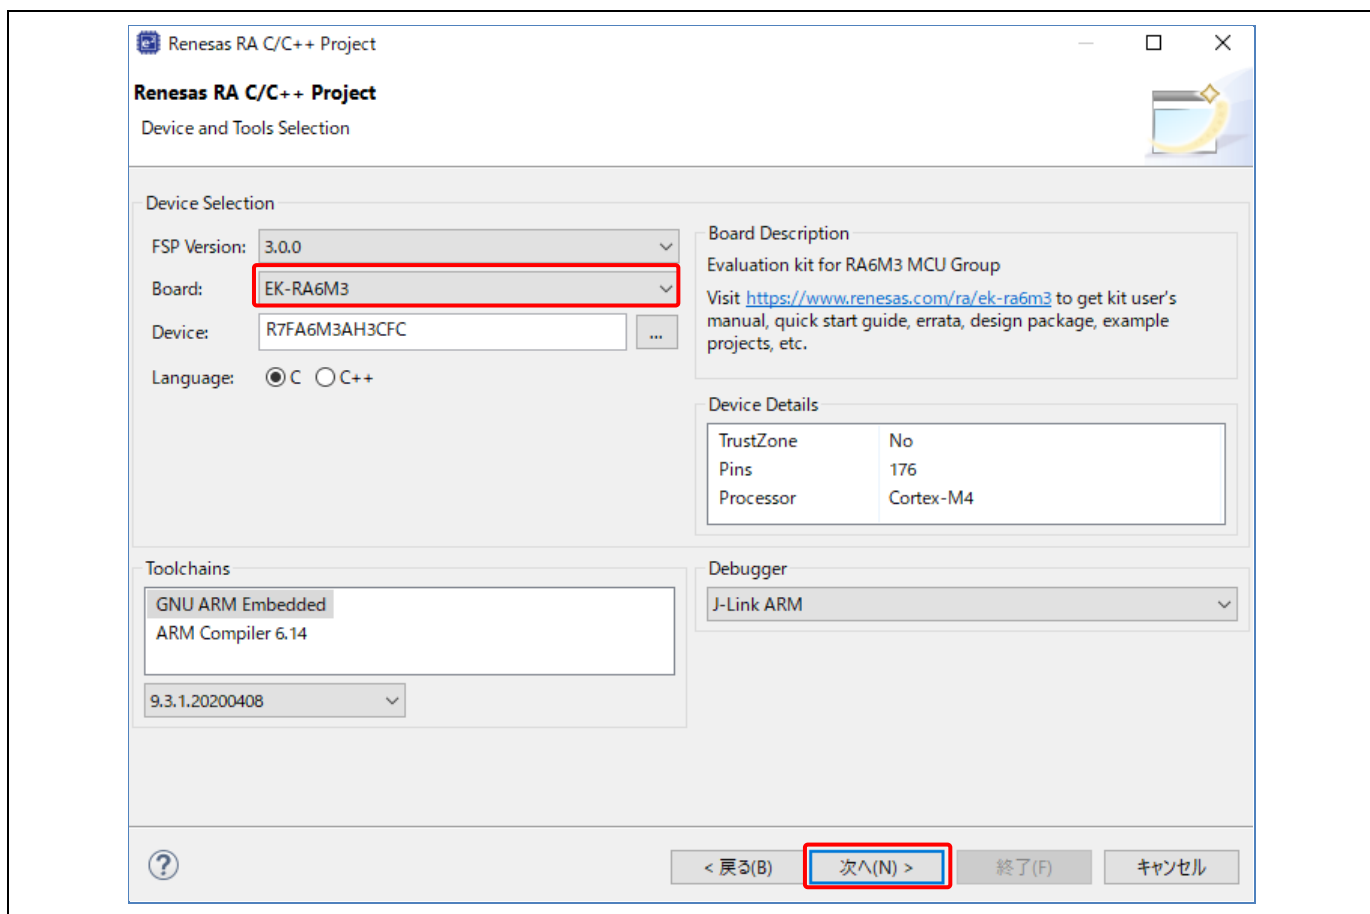 Renesas RA C/C++ Project
Renesas RA C/C++ Project
Device and Tools Selection
Device Selection
FSP Version: 3.0.0
Board: EK-RA6M3
Device: R7FA6M3AH3CFC ...
Language: C C++
Board Description
Evaluation kit for RA6M3 MCU Group
Visit https://www.renesas.com/ra/ek-ra6m3 to get kit user's
manual, quick start guide, errata, design package, example
projects, etc.
Device Details
TrustZone No
Pins 176
Processor Cortex-M4
Toolchains
GNU ARM Embedded
ARM Compiler 6.14
9.3.1.20200408
Debugger
J-Link ARM
? < 戻る(B) 次へ(N) > 終了(F) キャンセル